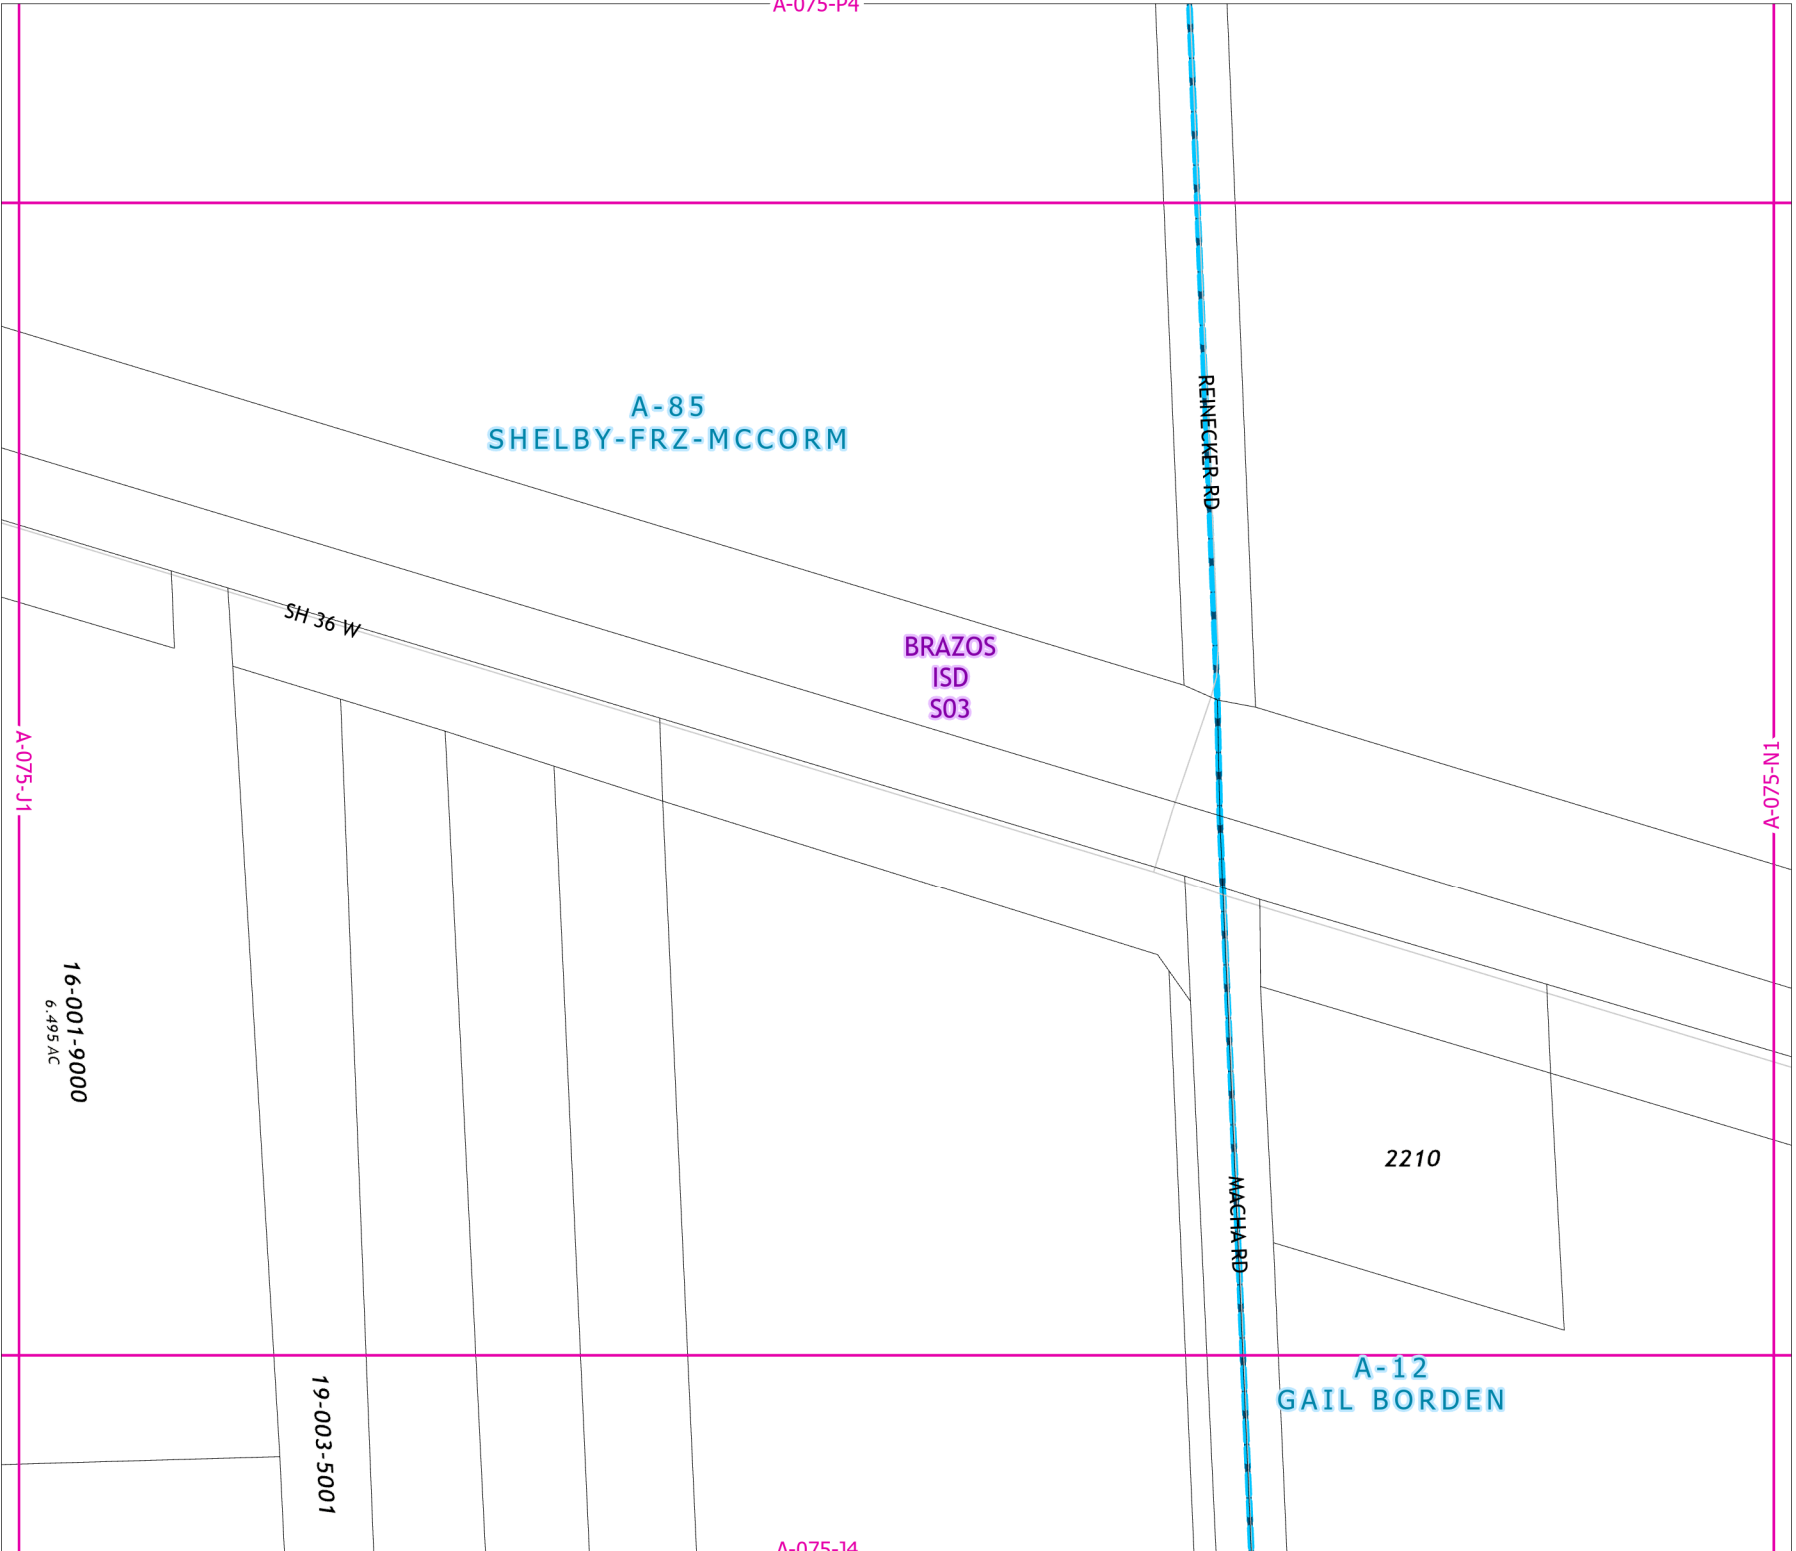 A-075-P4
REINECKER RD
A-85
SHELBY-FRZ-MCCORM
SH 36 W
BRAZOS
ISD
S03
A-075-J1
A-075-N1
16-001-9000
6.495 AC
2210
MACHA RD
A-12
GAIL BORDEN
19-003-5001
A-075-J4